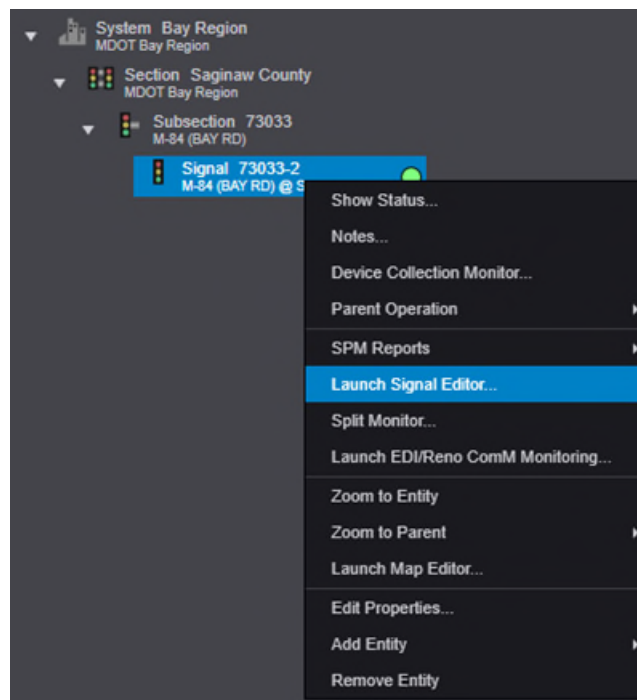 System Bay Region
MDOT Bay Region
Section Saginaw County
MDOT Bay Region
Subsection 73033
M-84 (BAY RD)
Signal 73033-2
M-84 (BAY RD) @ S
Show Status...
Notes...
Device Collection Monitor...
Parent Operation
SPM Reports
Launch Signal Editor...
Split Monitor...
Launch EDI/Reno ComM Monitoring...
Zoom to Entity
Zoom to Parent
Launch Map Editor...
Edit Properties...
Add Entity
Remove Entity